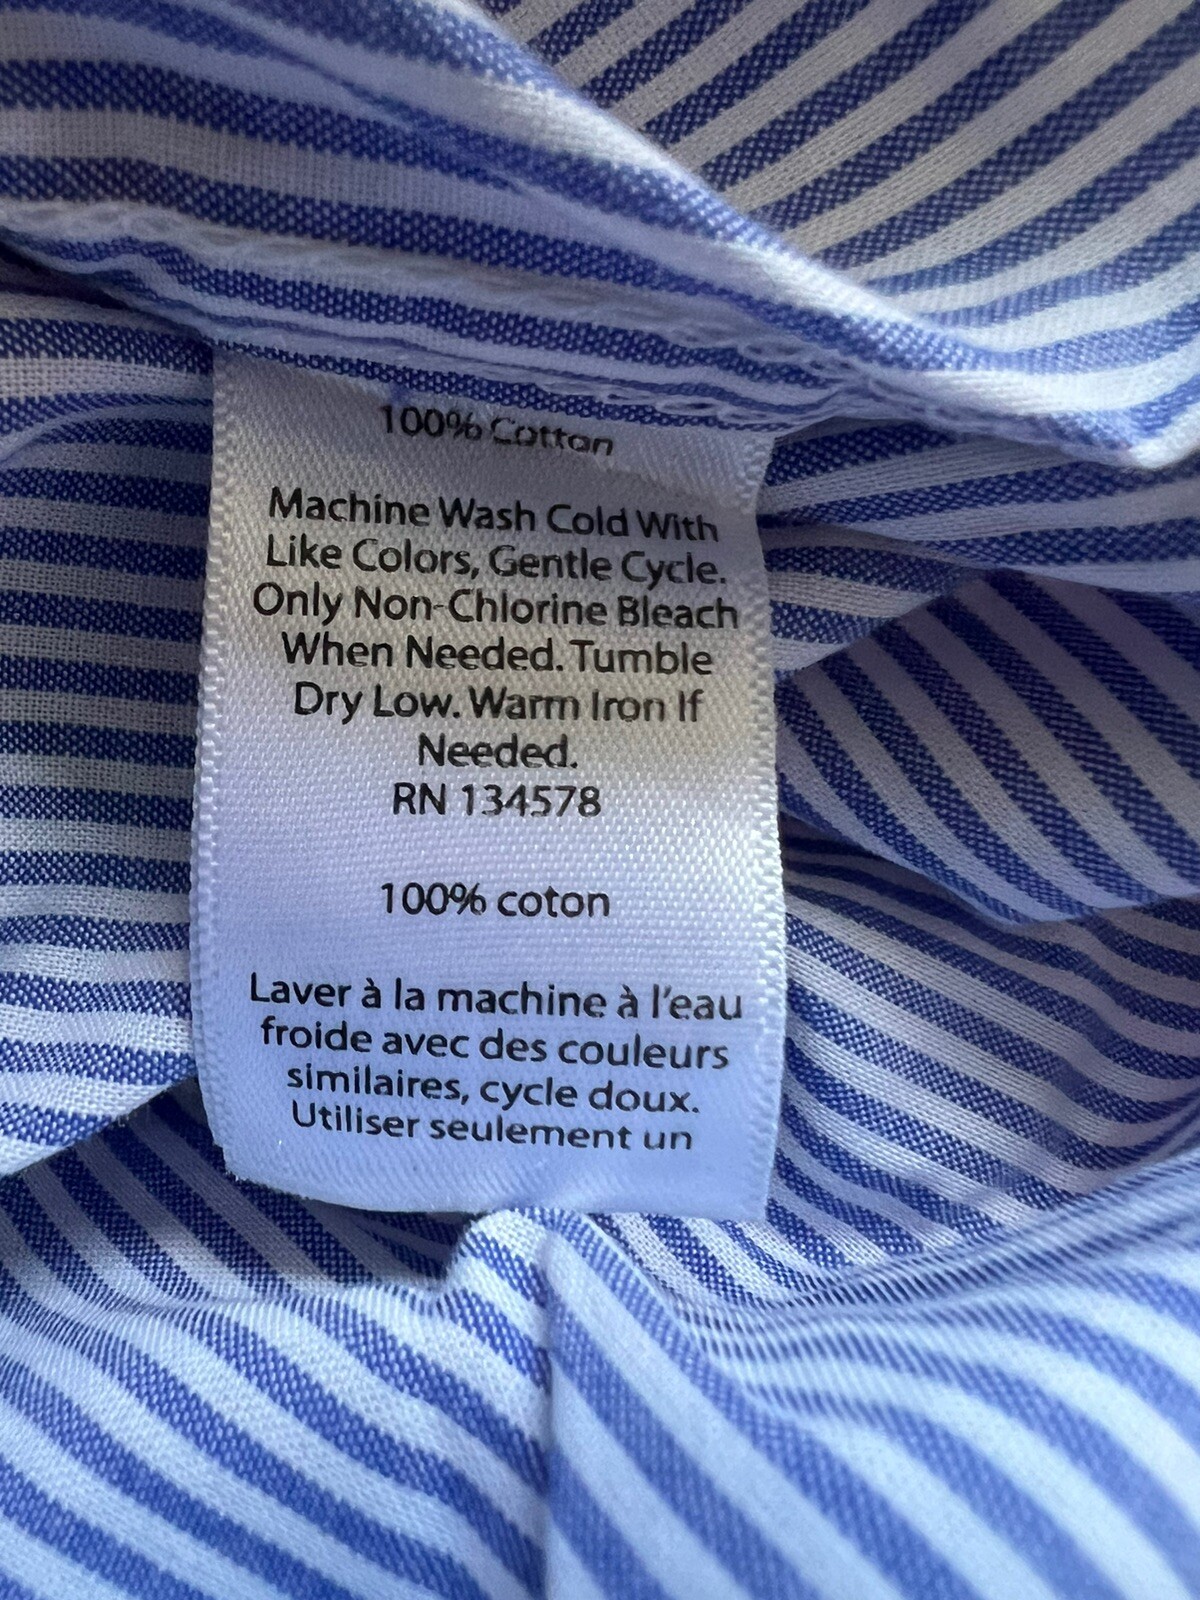 100% Cotton
Machine Wash Cold With
Like Colors, Gentle Cycle.
Only Non-Chlorine Bleach
When Needed. Tumble
Dry Low. Warm Iron If
Needed.
RN 134578
100% coton
Laver à la machine à l'eau
froide avec des couleurs
similaires, cycle doux.
Utiliser seulement un